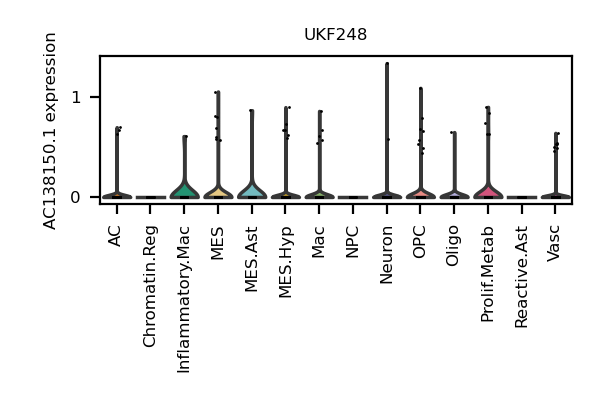 UKF248
AC138150.1 expression
1
0
AC
Chromatin.Reg
Inflammatory.Mac
MES
MES.Ast
MES.Hyp
Mac
NPC
Neuron
OPC
Oligo
Prolif.Metab
Reactive.Ast
Vasc